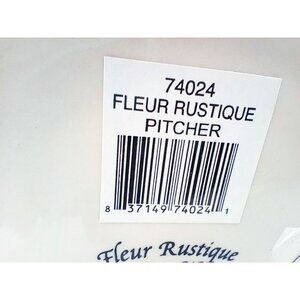 74024
FLEUR RUSTIQUE
PITCHER
8 37149 74024 1
Fleur Rustique